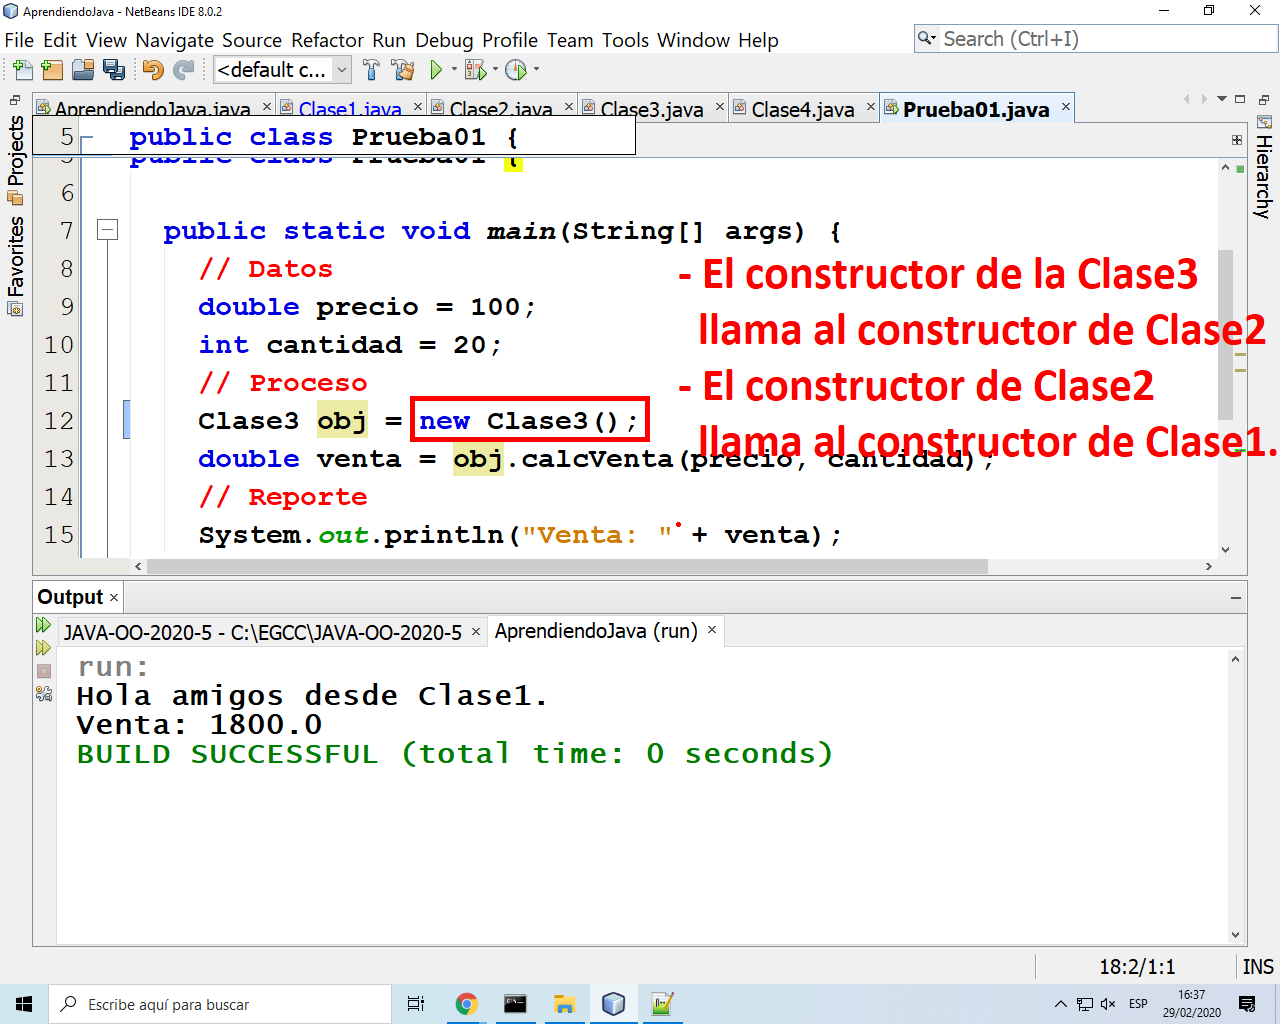 AprendiendoJava - NetBeans IDE 8.0.2
File Edit View Navigate Source Refactor Run Debug Profile Team Tools Window Help
Search (Ctrl+I)
<default c...
AprendiendoJava.java
Clase1.java
Clase2.java
Clase3.java
Clase4.java
Prueba01.java
Projects
Favorites
Hierarchy
5 public class Prueba01 {
5 public class Prueba01 {
6
7 public static void main(String[] args) {
8 // Datos
9 double precio = 100;
10 int cantidad = 20;
11 // Proceso
12 Clase3 obj = new Clase3();
13 double venta = obj.calcVenta(precio, cantidad);
14 // Reporte
15 System.out.println("Venta: " + venta);
- El constructor de la Clase3
llama al constructor de Clase2
- El constructor de Clase2
llama al constructor de Clase1.
Output
JAVA-OO-2020-5 - C:\EGCC\JAVA-OO-2020-5
AprendiendoJava (run)
run:
Hola amigos desde Clase1.
Venta: 1800.0
BUILD SUCCESSFUL (total time: 0 seconds)
18:2/1:1
INS
Escribe aquí para buscar
ESP
16:37
29/02/2020